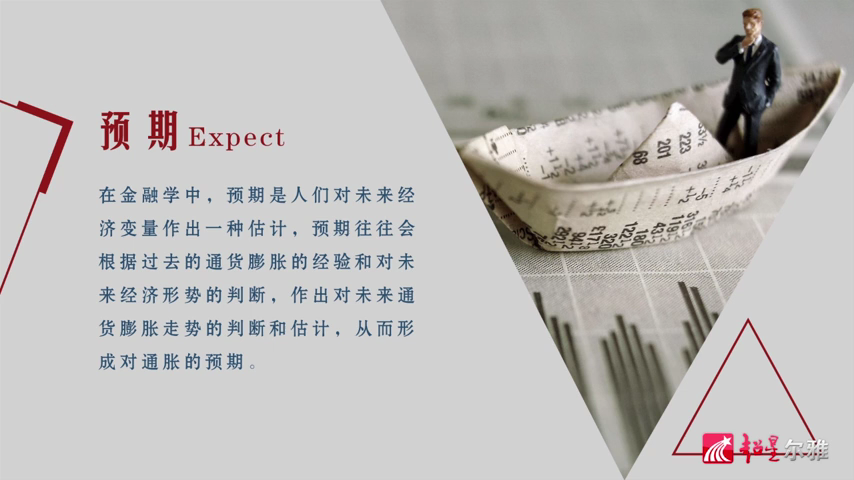 预期 Expect
在金融学中，预期是人们对未来经
济变量作出一种估计，预期往往会
根据过去的通货膨胀的经验和对未
来经济形势的判断，作出对未来通
货膨胀走势的判断和估计，从而形
成对通胀的预期。
223
201
68
超星尔雅